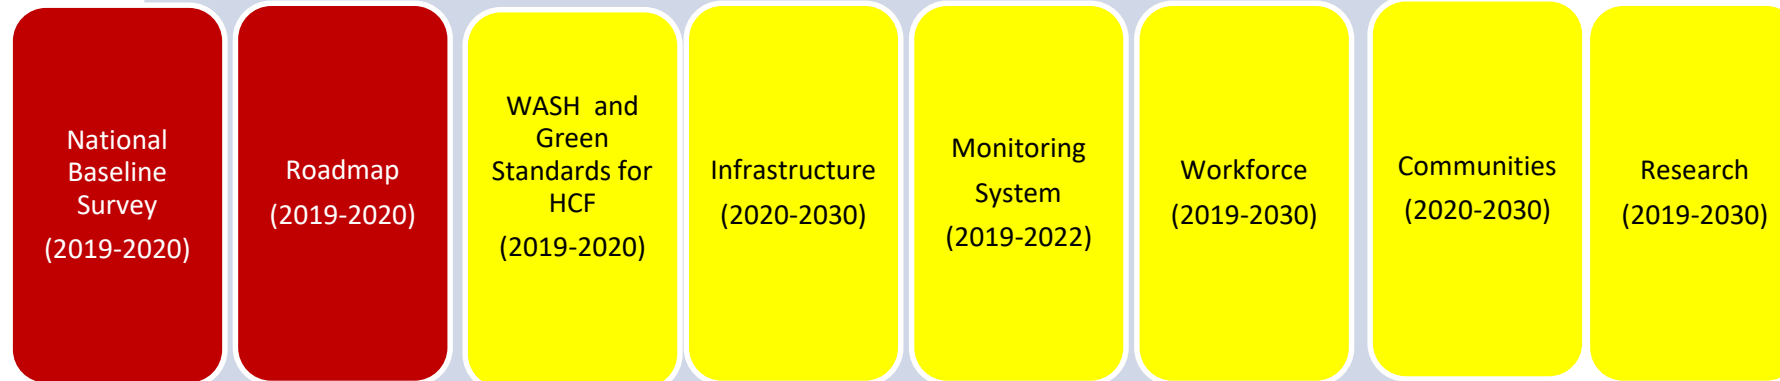 National
Baseline
Survey
(2019-2020)
Roadmap
(2019-2020)
WASH and
Green
Standards for
HCF
(2019-2020)
Infrastructure
(2020-2030)
Monitoring
System
(2019-2022)
Workforce
(2019-2030)
Communities
(2020-2030)
Research
(2019-2030)